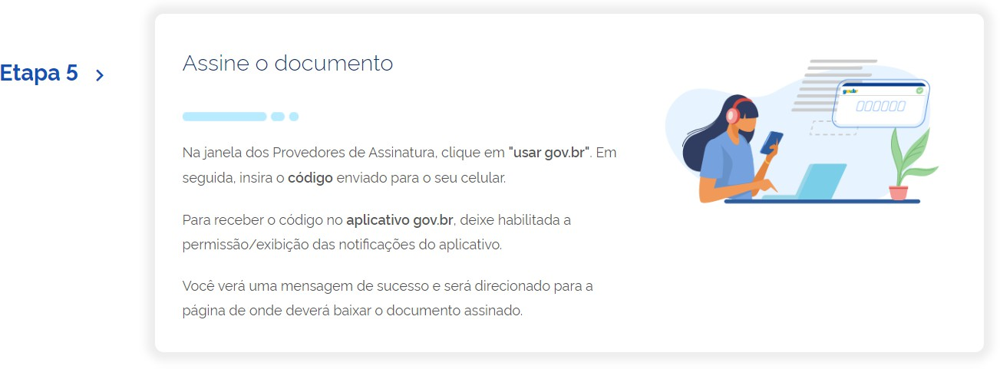 Etapa 5
Assine o documento
Na janela dos Provedores de Assinatura, clique em "usar gov.br". Em
seguida, insira o código enviado para o seu celular.
Para receber o código no aplicativo gov.br, deixe habilitada a
permissão/exibição das notificações do aplicativo.
Você verá uma mensagem de sucesso e será direcionado para a
página de onde deverá baixar o documento assinado.
gov.br
000000